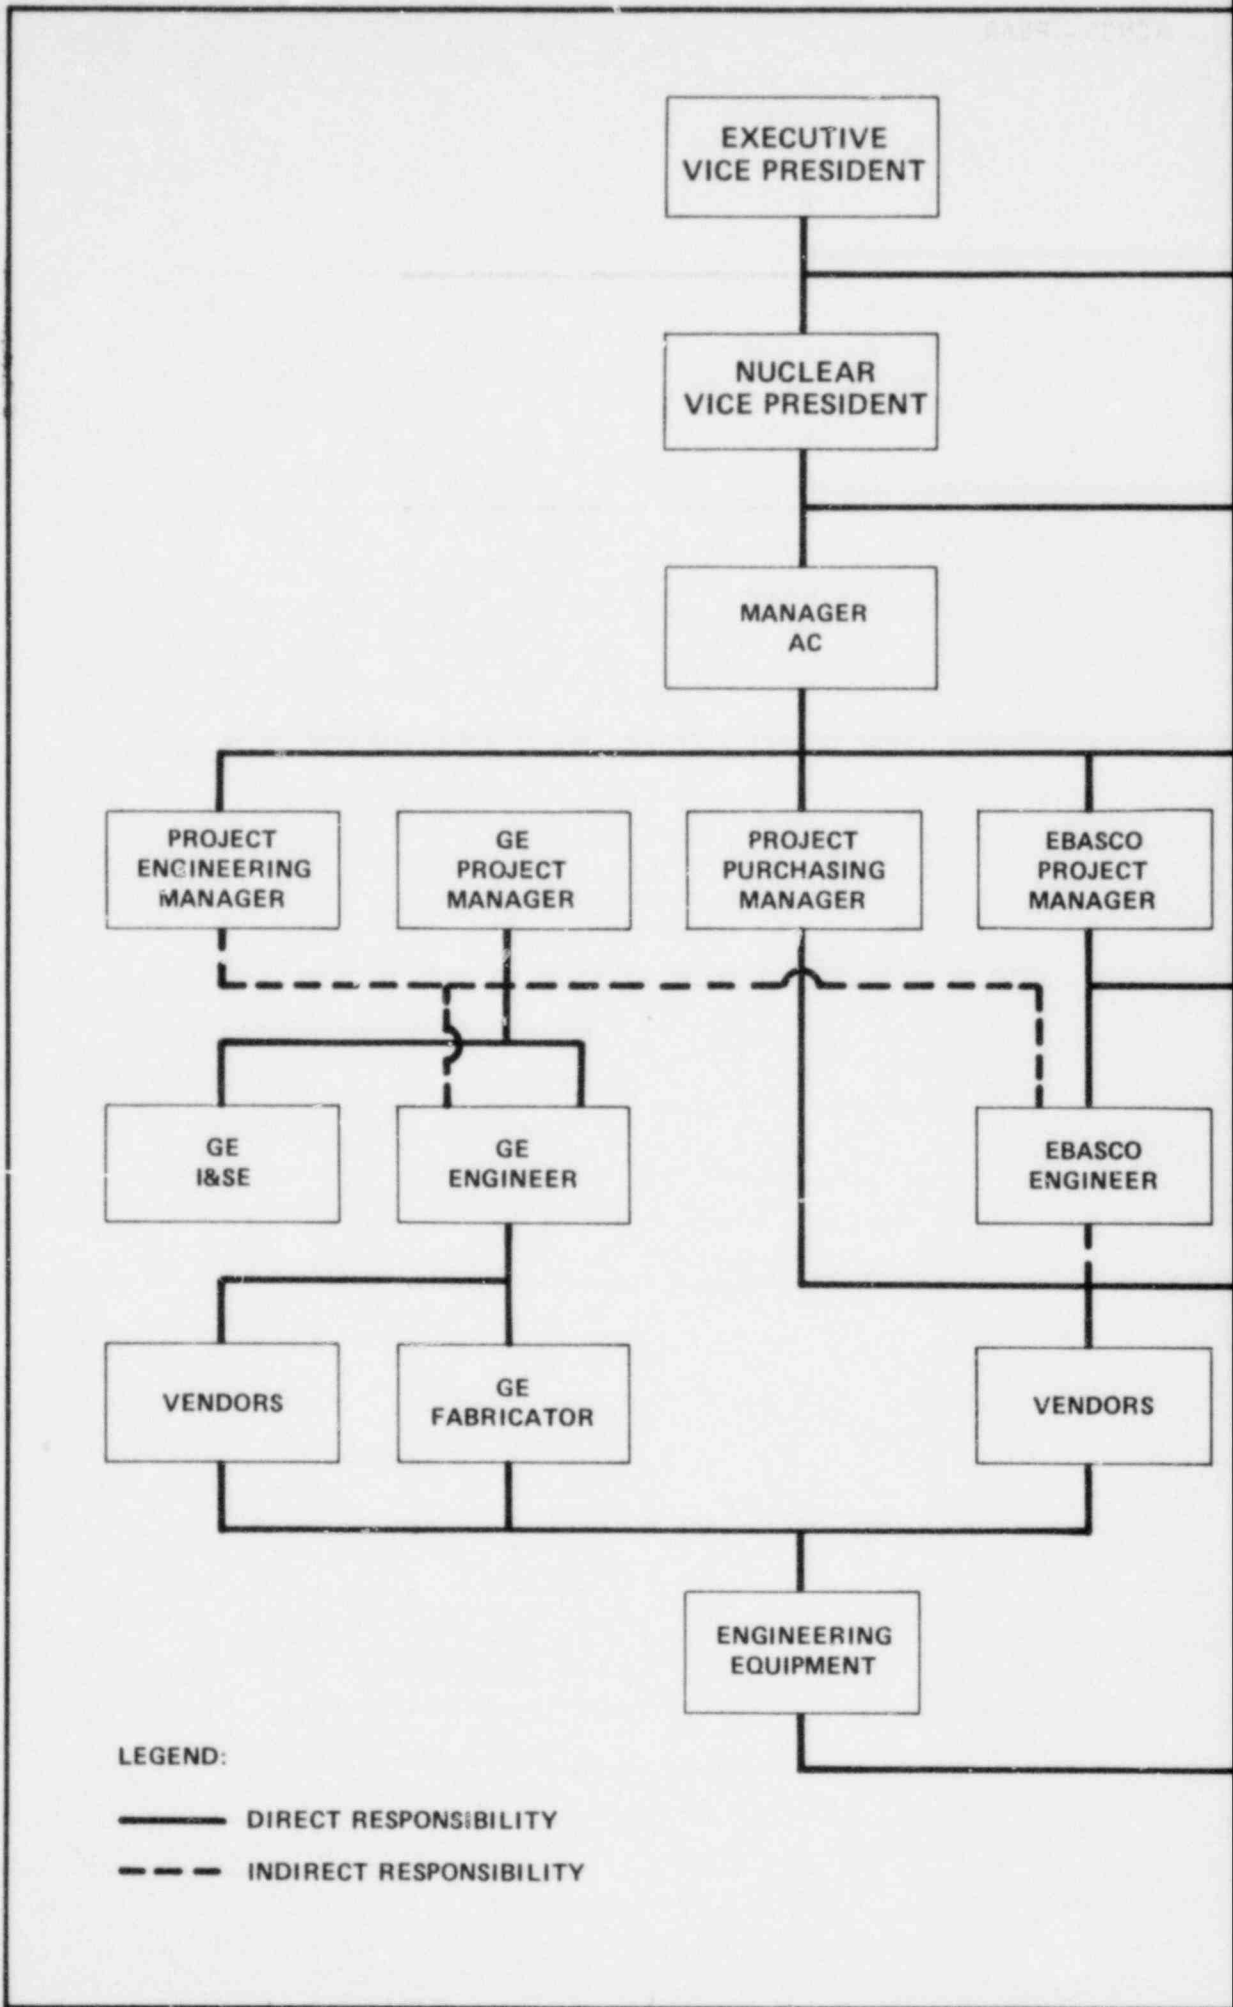 EXECUTIVE
VICE PRESIDENT
NUCLEAR
VICE PRESIDENT
MANAGER
AC
PROJECT
ENGINEERING
MANAGER
GE
PROJECT
MANAGER
PROJECT
PURCHASING
MANAGER
EBASCO
PROJECT
MANAGER
GE
I&SE
GE
ENGINEER
EBASCO
ENGINEER
VENDORS
GE
FABRICATOR
VENDORS
ENGINEERING
EQUIPMENT
LEGEND:
DIRECT RESPONSIBILITY
INDIRECT RESPONSIBILITY